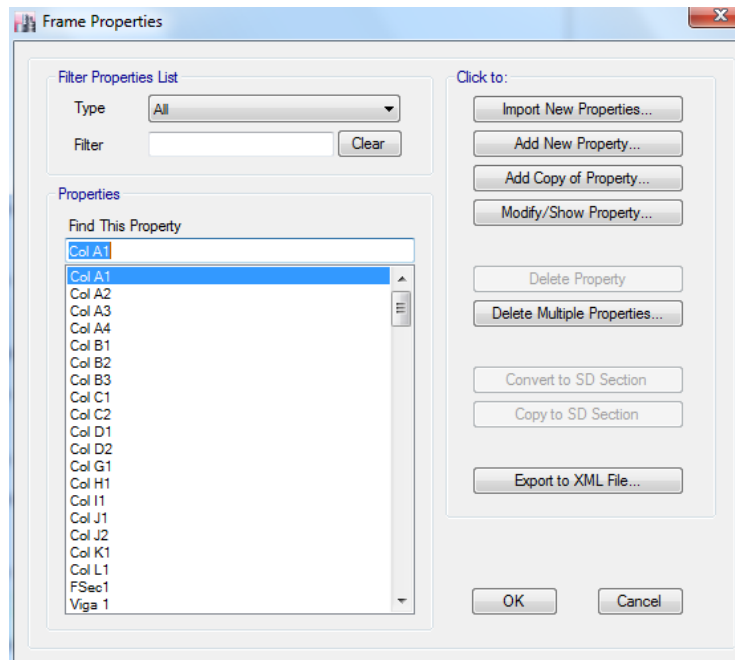 Frame Properties
Filter Properties List
Type
All
Filter
Clear
Properties
Find This Property
Col A1
Col A1
Col A2
Col A3
Col A4
Col B1
Col B2
Col B3
Col C1
Col C2
Col D1
Col D2
Col G1
Col H1
Col I1
Col J1
Col J2
Col K1
Col L1
FSec1
Viga 1
Click to:
Import New Properties...
Add New Property...
Add Copy of Property...
Modify/Show Property...
Delete Property
Delete Multiple Properties...
Convert to SD Section
Copy to SD Section
Export to XML File...
OK
Cancel